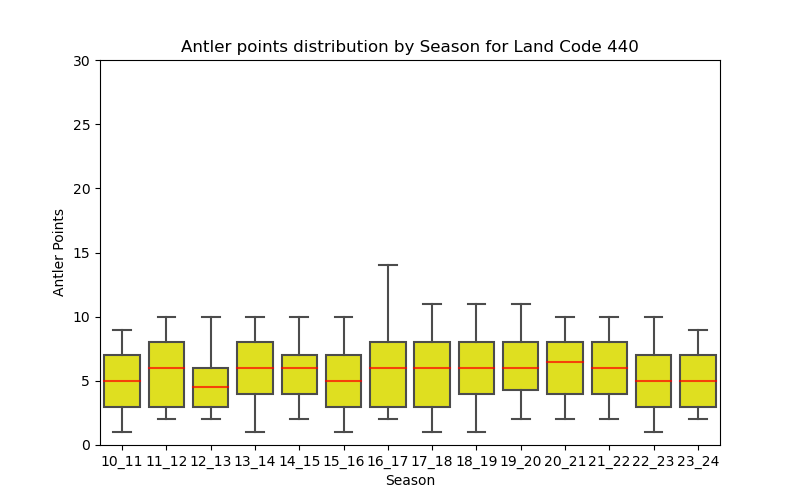 Antler points distribution by Season for Land Code 440
30
25
20
15
10
5
0
Antler Points
10_11 11_12 12_13 13_14 14_15 15_16 16_17 17_18 18_19 19_20 20_21 21_22 22_23 23_24
Season